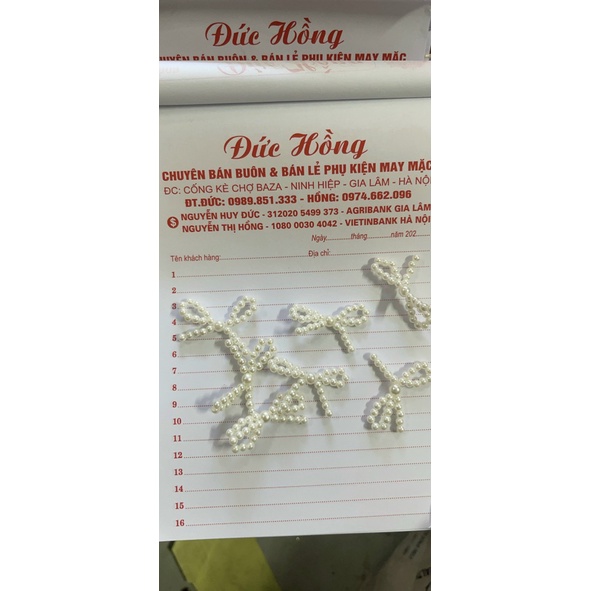 Đức Hồng
CHUYÊN BÁN BUÔN & BÁN LẺ PHỤ KIỆN MAY MẶC
Đức Hồng
CHUYÊN BÁN BUÔN & BÁN LẺ PHỤ KIỆN MAY MẶC
ĐC: CỔNG KÈ CHỢ BAZA - NINH HIỆP - GIA LÂM - HÀ NỘI
ĐT.ĐỨC: 0989.851.333 - HỒNG: 0974.662.096
$ NGUYỄN HUY ĐỨC - 312020 5499 373 - AGRIBANK GIA LÂM
NGUYỄN THỊ HỒNG - 1080 0030 4042 - VIETINBANK HÀ NỘI
Ngày............tháng............năm 202......
Tên khách hàng:............Địa chỉ:............
1
2
3
4
5
6
7
8
9
10
11
12
13
14
15
16